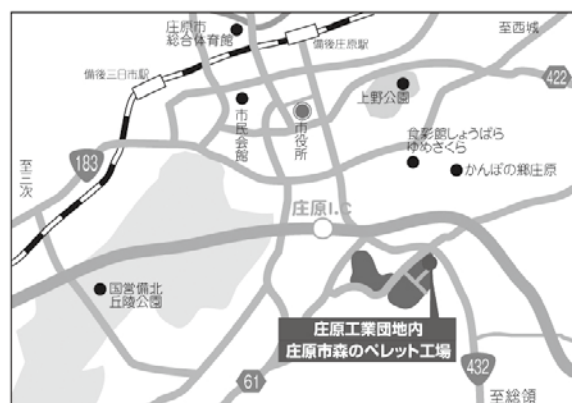 庄原市
総合体育館
備後庄原駅
至西城
備後三日市駅
422
上野公園
市民会館
市役所
食彩館しょうばら
ゆめさくら
かんぽの郷庄原
183
至三次
庄原I.C
国営備北
丘陵公園
庄原工業団地内
庄原市森のペレット工場
61
432
至総領